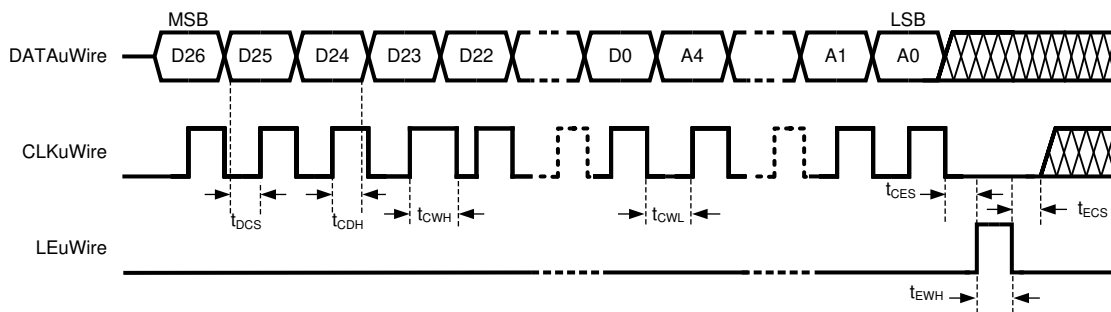 MSB LSB
DATAuWire D26 D25 D24 D23 D22 D0 A4 A1 A0
CLKuWire
tDCS tCDH tCWH tCWL tCES tECS
LEuWire
tEWH